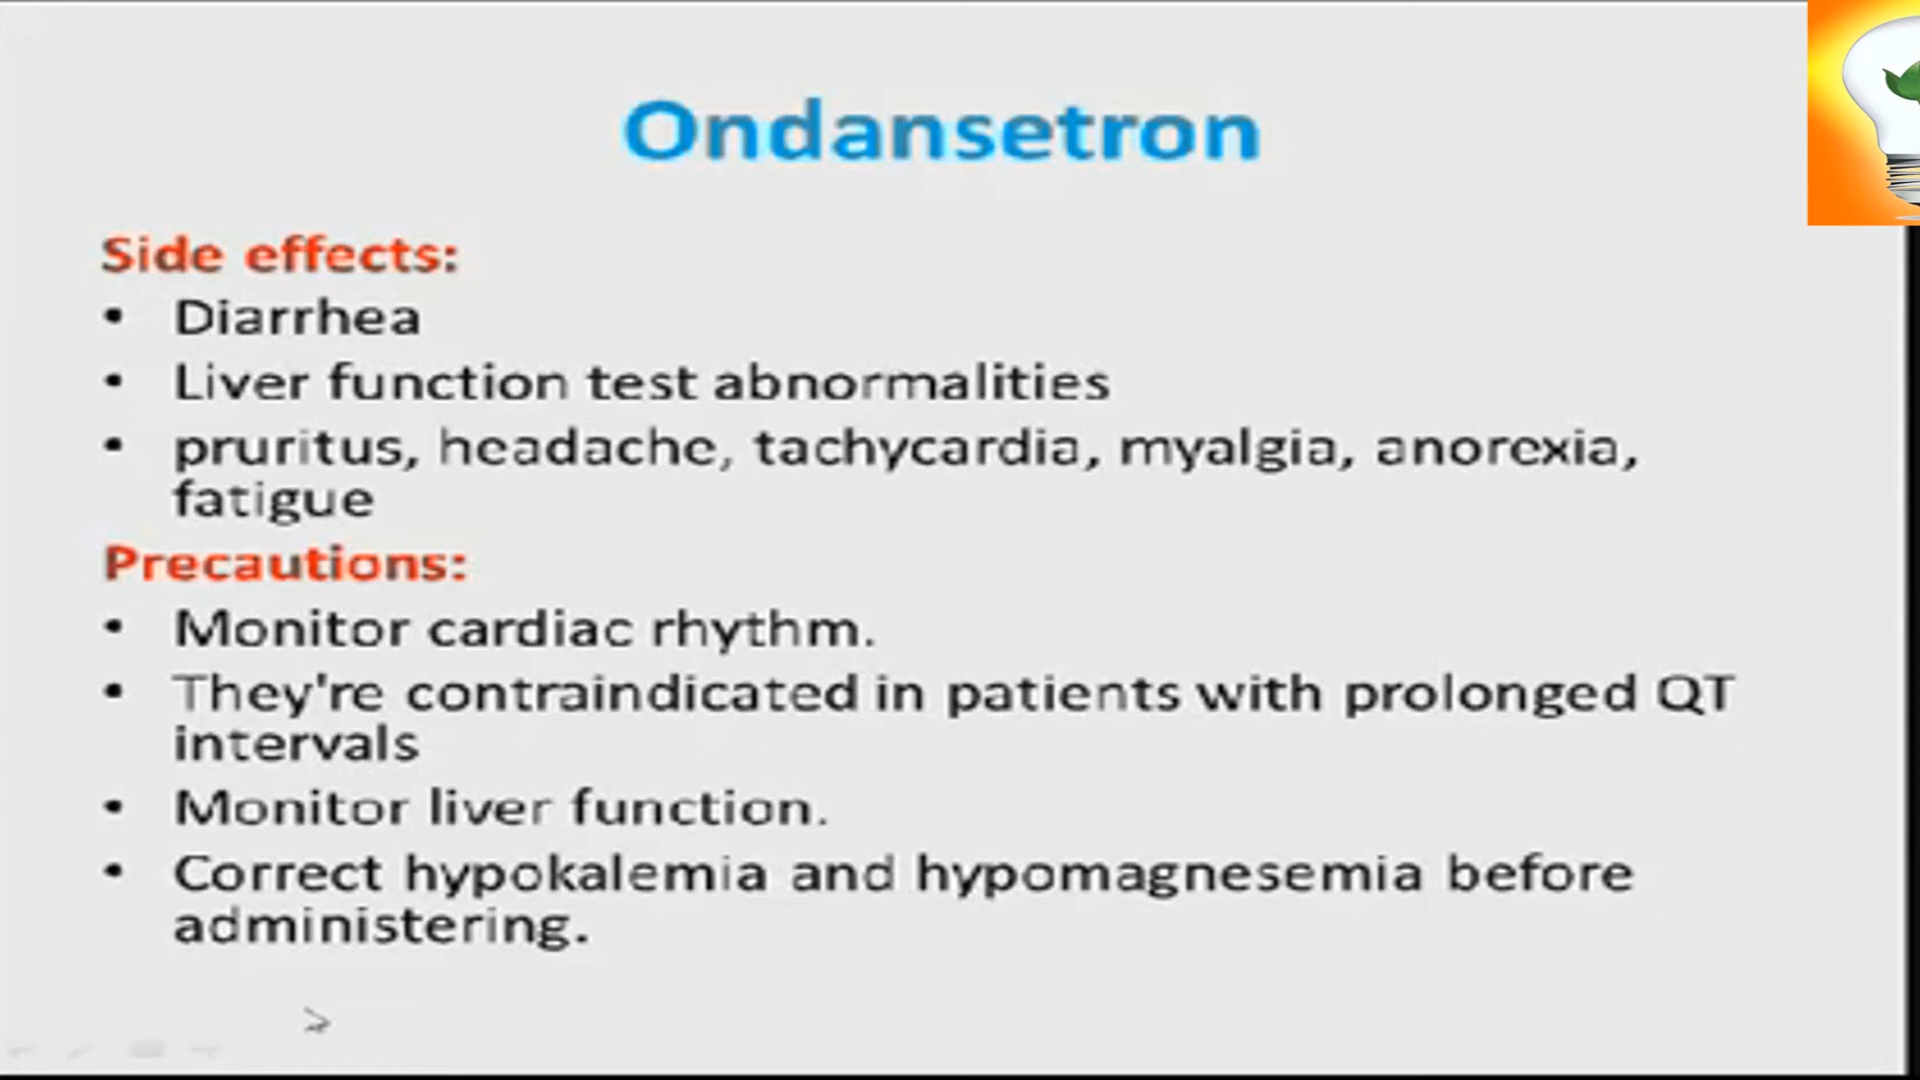 Ondansetron
Side effects:
• Diarrhea
• Liver function test abnormalities
• pruritus, headache, tachycardia, myalgia, anorexia,
fatigue
Precautions:
• Monitor cardiac rhythm.
• They're contraindicated in patients with prolonged QT
intervals
• Monitor liver function.
• Correct hypokalemia and hypomagnesemia before
administering.